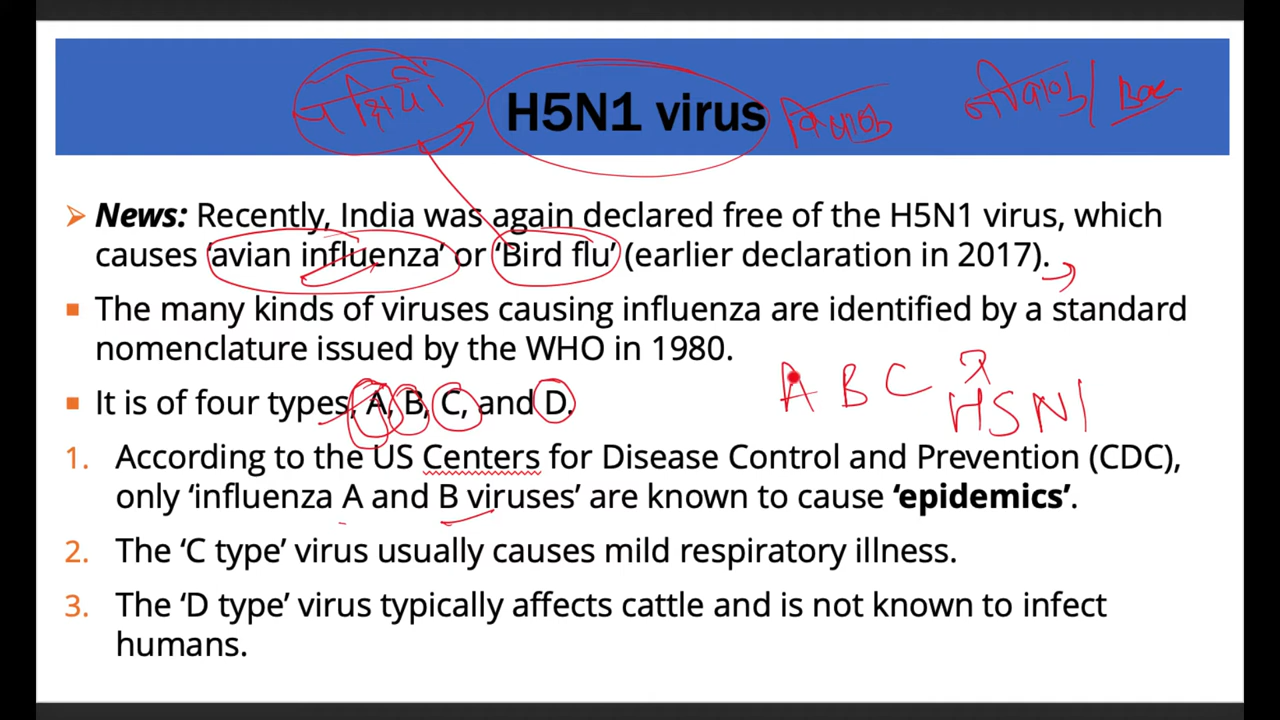 पक्षियों H5N1 virus विषाणु जीवाणु / Bac
➢ News: Recently, India was again declared free of the H5N1 virus, which
causes ‘avian influenza’ or ‘Bird flu’ (earlier declaration in 2017).
▪ The many kinds of viruses causing influenza are identified by a standard
nomenclature issued by the WHO in 1980.
A B C
H5N1
▪ It is of four types, A, B, C, and D.
1. According to the US Centers for Disease Control and Prevention (CDC),
only ‘influenza A and B viruses’ are known to cause ‘epidemics’.
2. The ‘C type’ virus usually causes mild respiratory illness.
3. The ‘D type’ virus typically affects cattle and is not known to infect
humans.